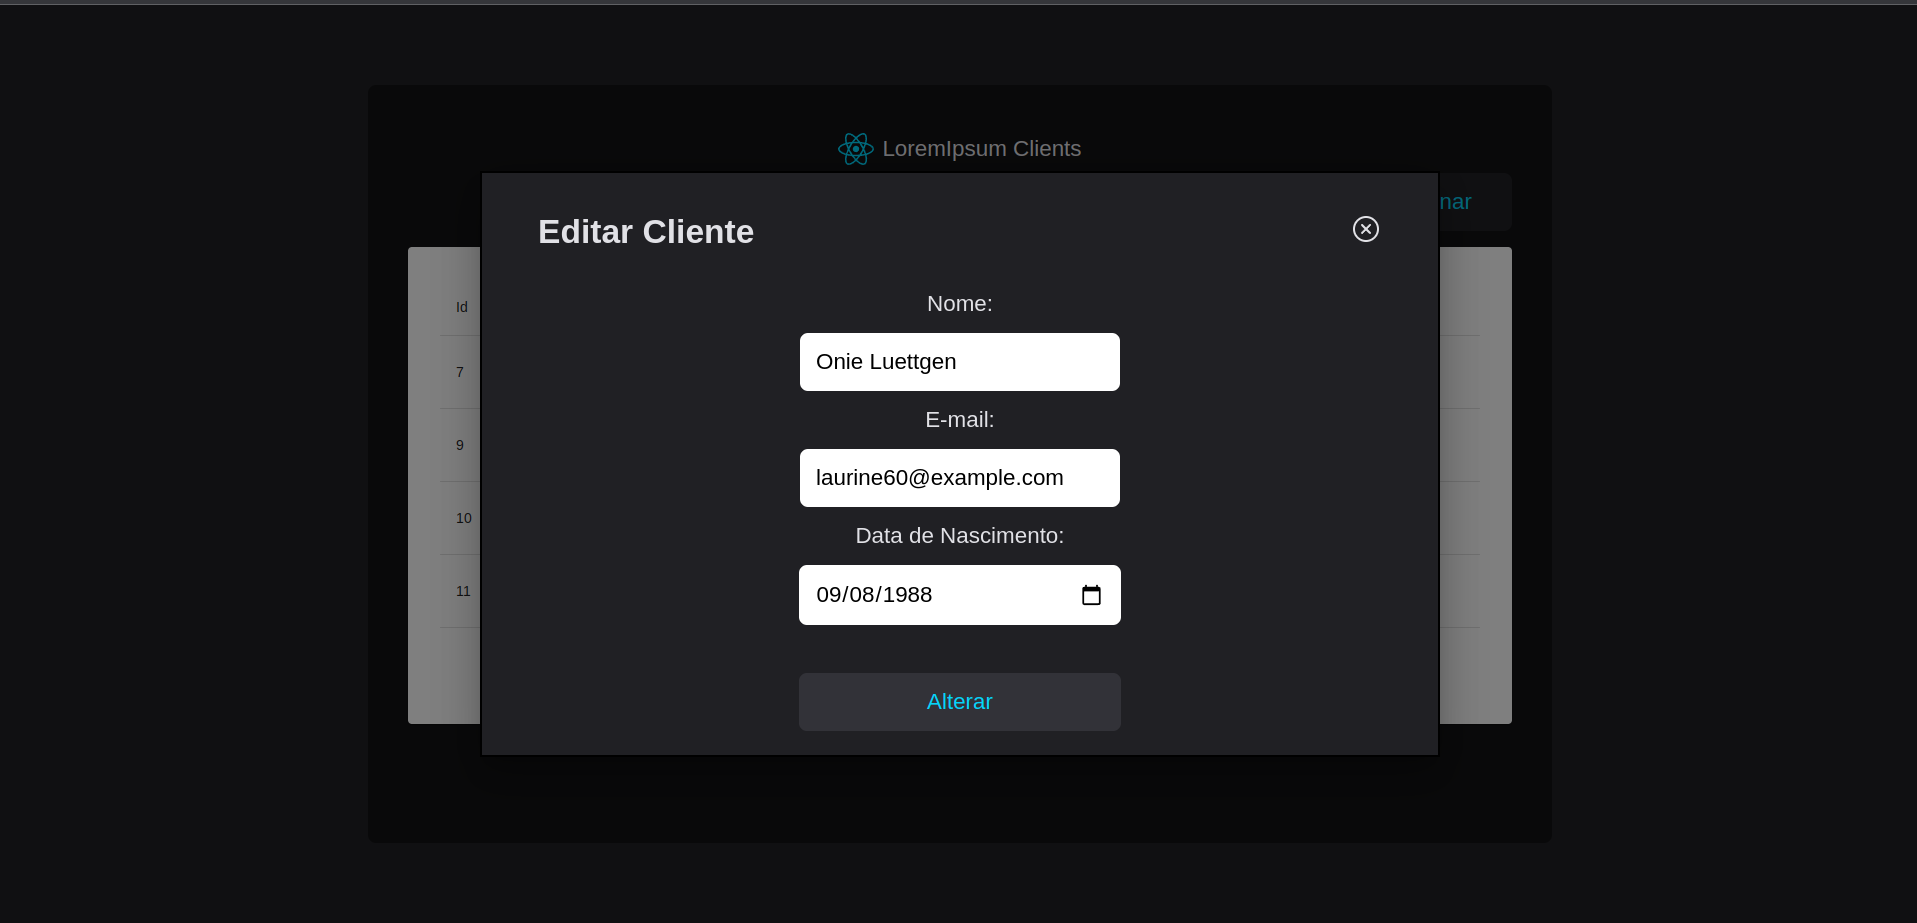 LoremIpsum Clients
nar
Editar Cliente
Nome:
Onie Luettgen
E-mail:
laurine60@example.com
Data de Nascimento:
09/08/1988
Alterar
Id
7
9
10
11